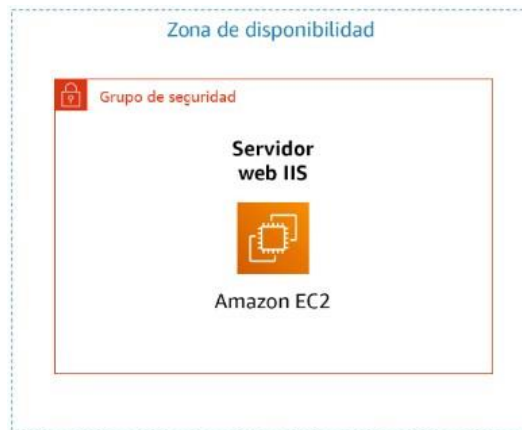 Zona de disponibilidad
Grupo de seguridad
Servidor
web IIS
Amazon EC2